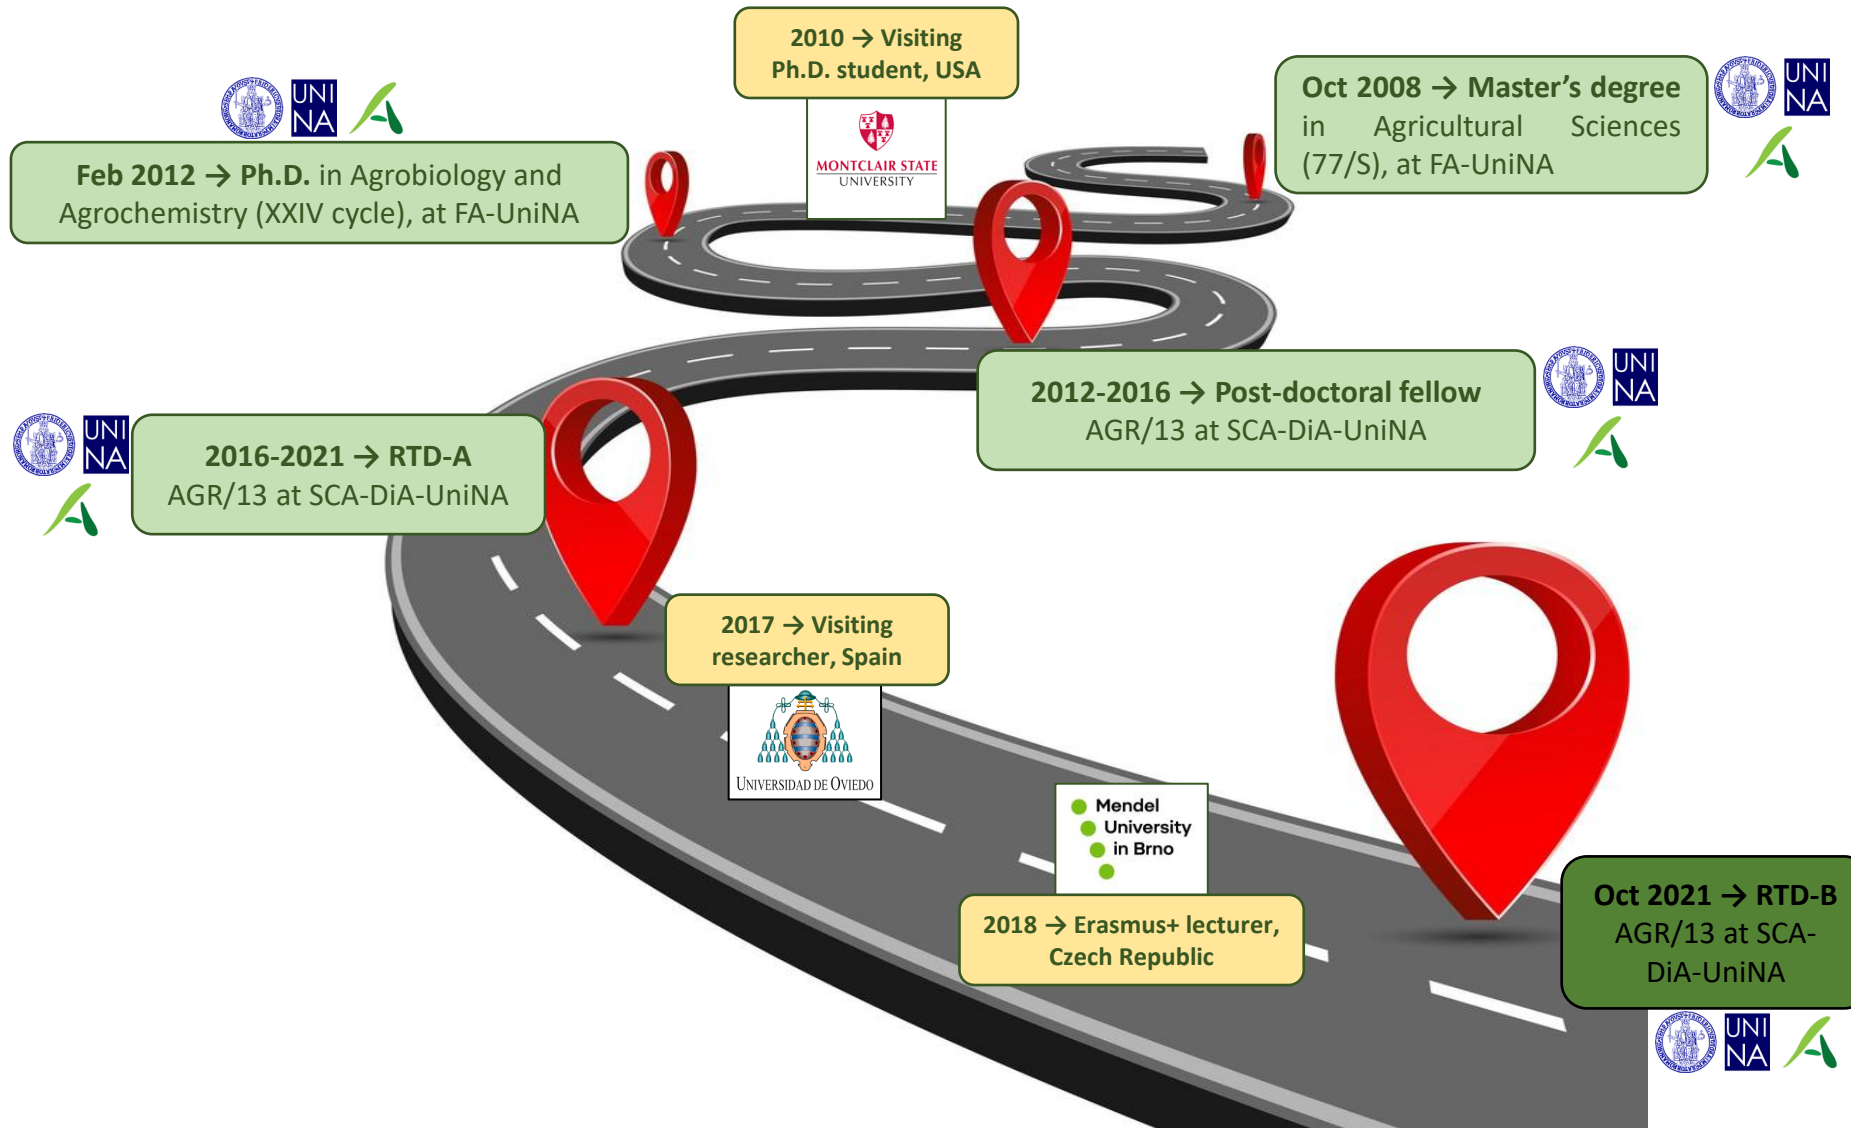 2010 → Visiting
Ph.D. student, USA
MONTCLAIR STATE
UNIVERSITY
Oct 2008 → Master's degree
in Agricultural Sciences
(77/S), at FA-UniNA
UNI
NA
UNI
NA
Feb 2012 → Ph.D. in Agrobiology and
Agrochemistry (XXIV cycle), at FA-UniNA
2012-2016 → Post-doctoral fellow
AGR/13 at SCA-DiA-UniNA
UNI
NA
UNI
NA
2016-2021 → RTD-A
AGR/13 at SCA-DiA-UniNA
2017 → Visiting
researcher, Spain
UNIVERSIDAD DE OVIEDO
Mendel
University
in Brno
2018 → Erasmus+ lecturer,
Czech Republic
Oct 2021 → RTD-B
AGR/13 at SCA-
DiA-UniNA
UNI
NA